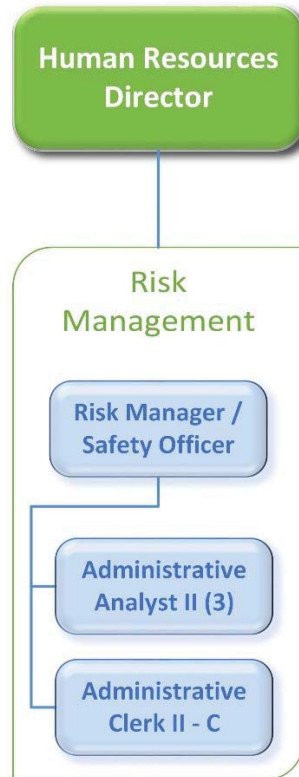 Human Resources
Director
Risk
Management
Risk Manager /
Safety Officer
Administrative
Analyst II (3)
Administrative
Clerk II - C